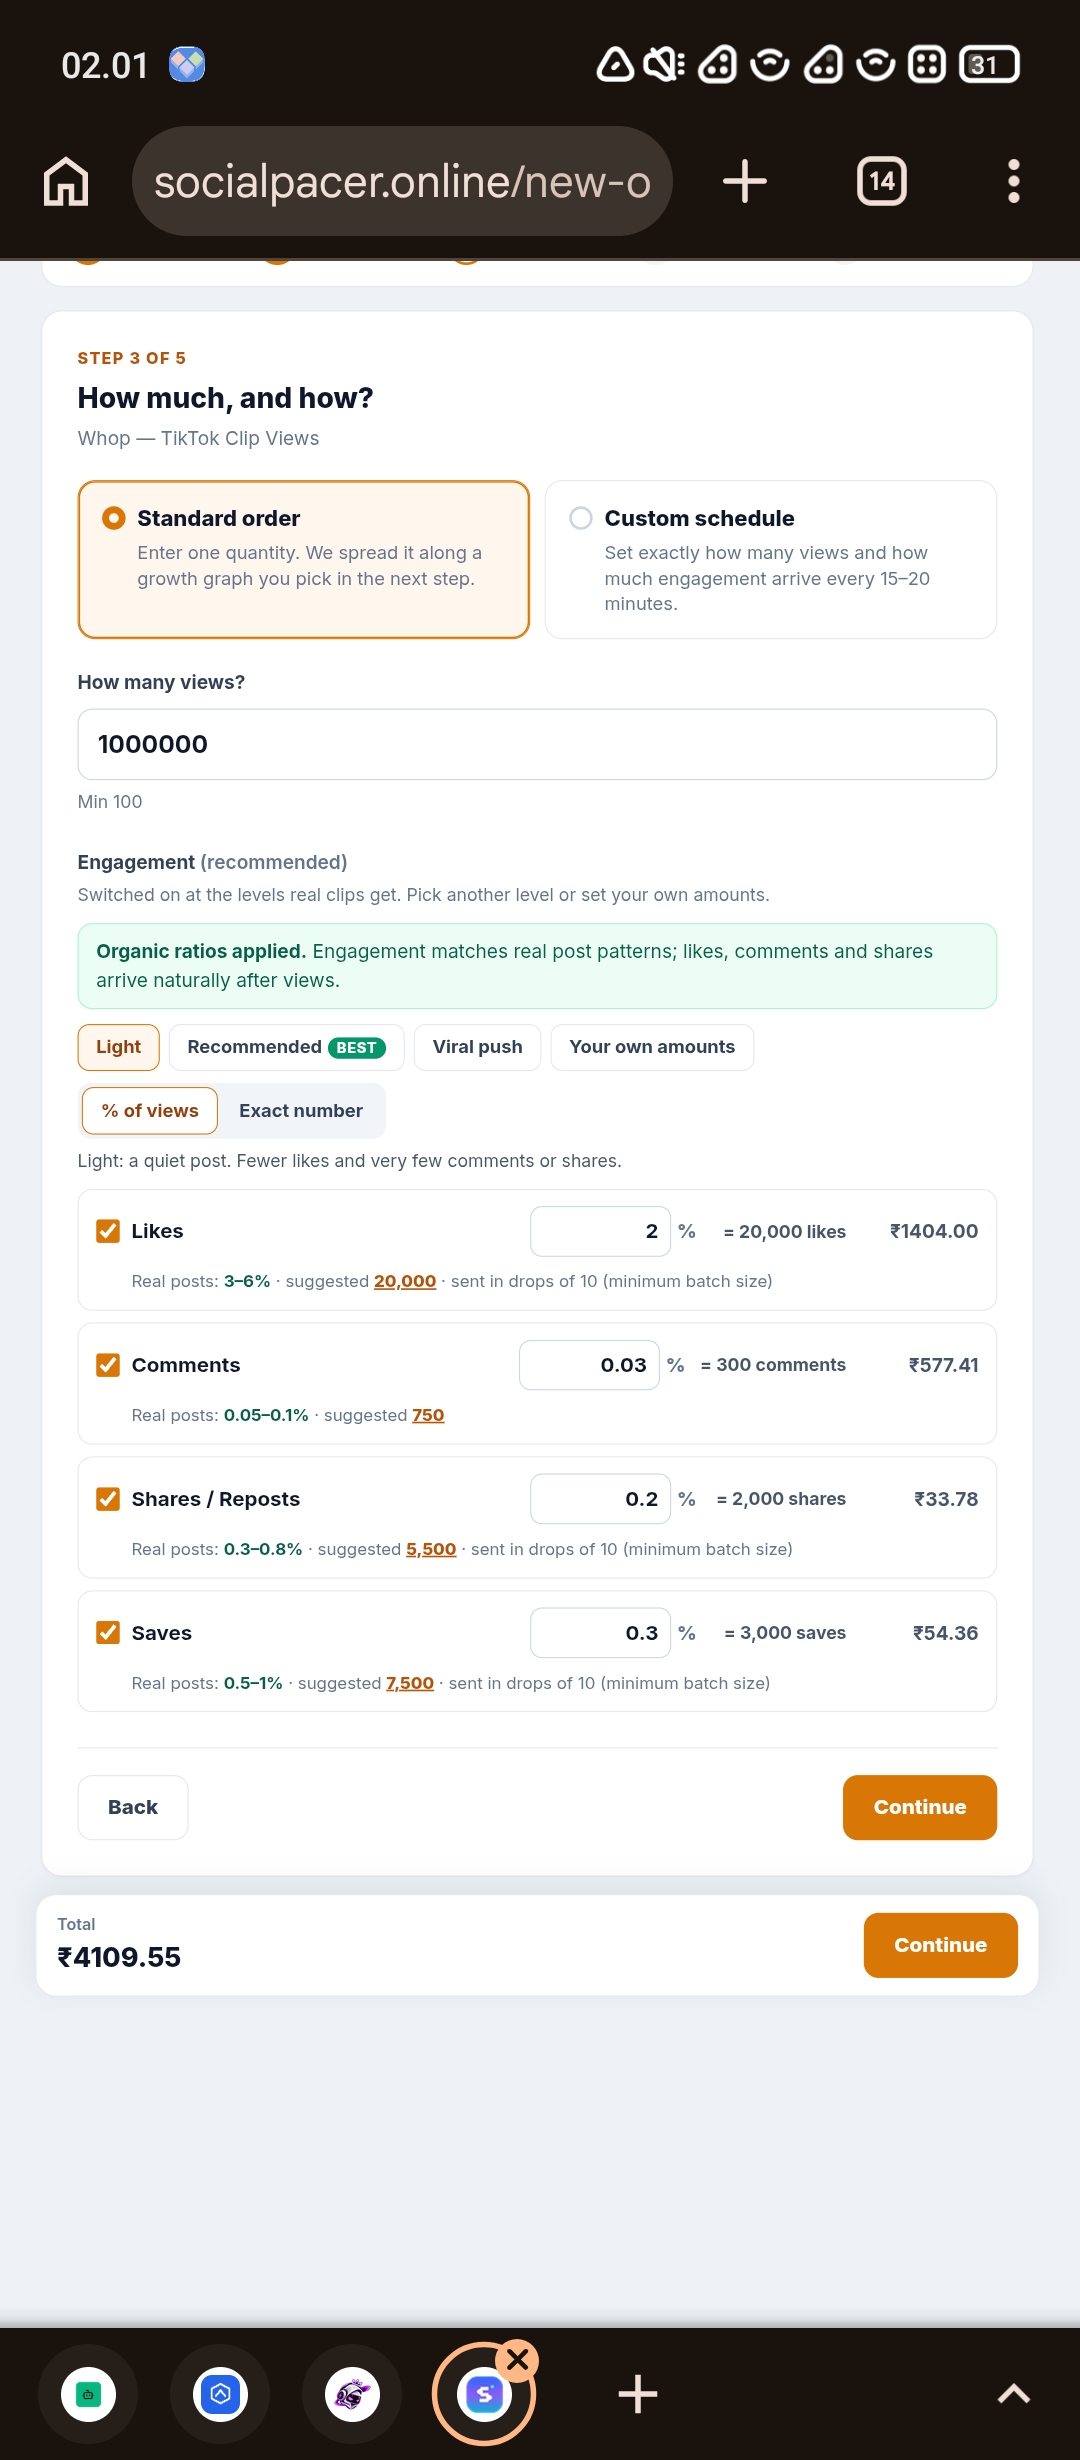 02.01
31
socialpacer.online/new-o
14
STEP 3 OF 5
How much, and how?
Whop — TikTok Clip Views
Standard order
Enter one quantity. We spread it along a
growth graph you pick in the next step.
Custom schedule
Set exactly how many views and how
much engagement arrive every 15–20
minutes.
How many views?
1000000
Min 100
Engagement (recommended)
Switched on at the levels real clips get. Pick another level or set your own amounts.
Organic ratios applied. Engagement matches real post patterns; likes, comments and shares
arrive naturally after views.
Light Recommended BEST Viral push Your own amounts
% of views Exact number
Light: a quiet post. Fewer likes and very few comments or shares.
Likes 2 % = 20,000 likes ₹1404.00
Real posts: 3–6% · suggested 20,000 · sent in drops of 10 (minimum batch size)
Comments 0.03 % = 300 comments ₹577.41
Real posts: 0.05–0.1% · suggested 750
Shares / Reposts 0.2 % = 2,000 shares ₹33.78
Real posts: 0.3–0.8% · suggested 5,500 · sent in drops of 10 (minimum batch size)
Saves 0.3 % = 3,000 saves ₹54.36
Real posts: 0.5–1% · suggested 7,500 · sent in drops of 10 (minimum batch size)
Back Continue
Total
₹4109.55
Continue